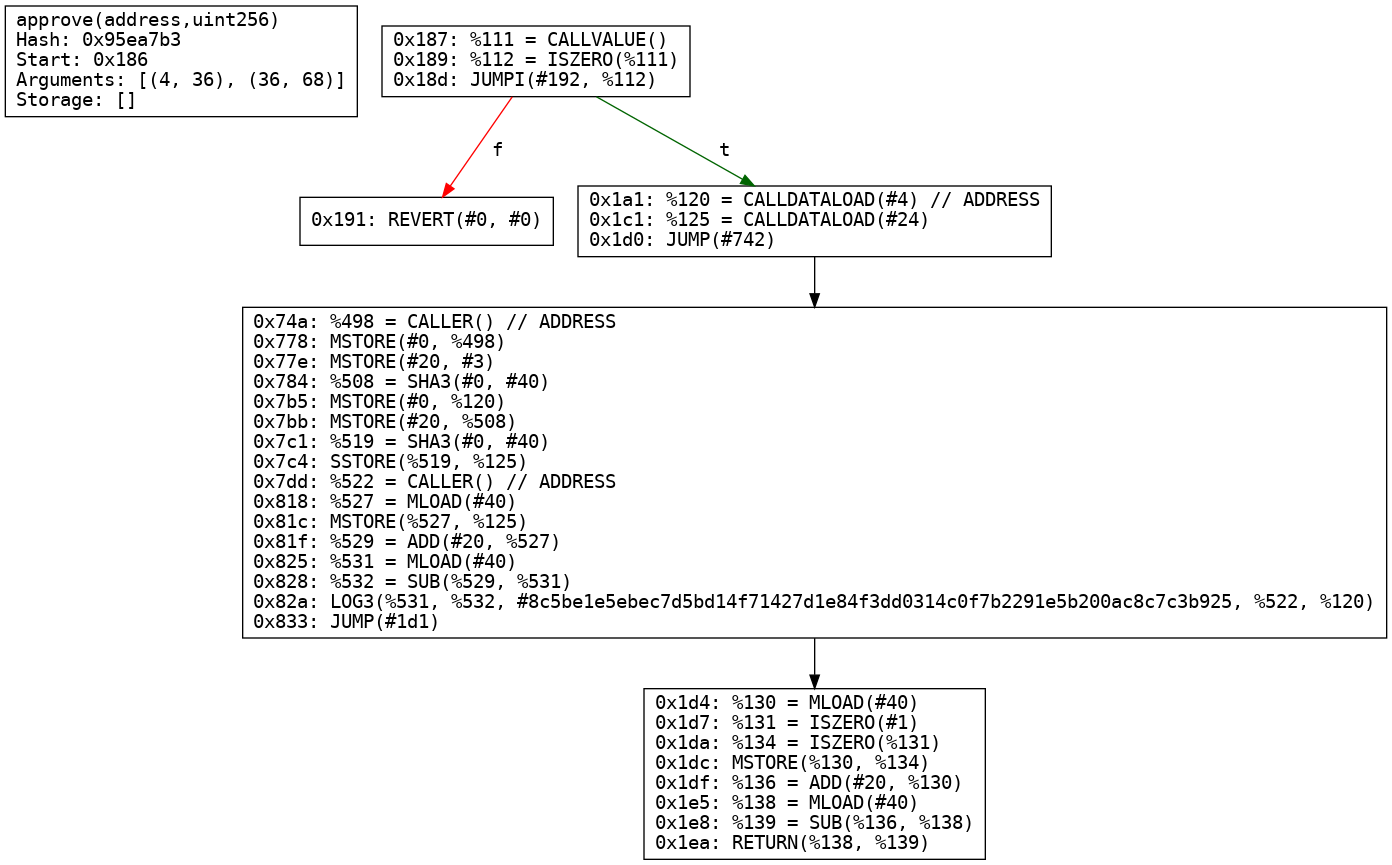 approve(address,uint256)
Hash: 0x95ea7b3
Start: 0x186
Arguments: [(4, 36), (36, 68)]
Storage: []
0x187: %111 = CALLVALUE()
0x189: %112 = ISZERO(%111)
0x18d: JUMPI(#192, %112)
f
t
0x191: REVERT(#0, #0)
0x1a1: %120 = CALLDATALOAD(#4) // ADDRESS
0x1c1: %125 = CALLDATALOAD(#24)
0x1d0: JUMP(#742)
0x74a: %498 = CALLER() // ADDRESS
0x778: MSTORE(#0, %498)
0x77e: MSTORE(#20, #3)
0x784: %508 = SHA3(#0, #40)
0x7b5: MSTORE(#0, %120)
0x7bb: MSTORE(#20, %508)
0x7c1: %519 = SHA3(#0, #40)
0x7c4: SSTORE(%519, %125)
0x7dd: %522 = CALLER() // ADDRESS
0x818: %527 = MLOAD(#40)
0x81c: MSTORE(%527, %125)
0x81f: %529 = ADD(#20, %527)
0x825: %531 = MLOAD(#40)
0x828: %532 = SUB(%529, %531)
0x82a: LOG3(%531, %532, #8c5be1e5ebec7d5bd14f71427d1e84f3dd0314c0f7b2291e5b200ac8c7c3b925, %522, %120)
0x833: JUMP(#1d1)
0x1d4: %130 = MLOAD(#40)
0x1d7: %131 = ISZERO(#1)
0x1da: %134 = ISZERO(%131)
0x1dc: MSTORE(%130, %134)
0x1df: %136 = ADD(#20, %130)
0x1e5: %138 = MLOAD(#40)
0x1e8: %139 = SUB(%136, %138)
0x1ea: RETURN(%138, %139)